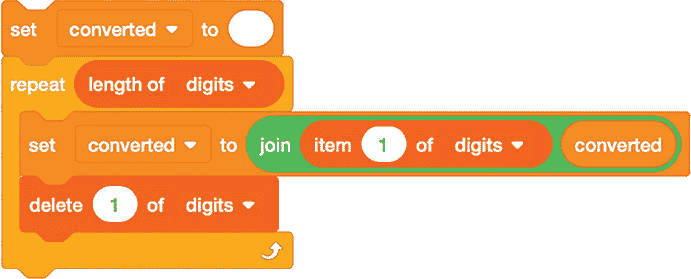 set converted to
repeat length of digits
set converted to join item 1 of digits converted
delete 1 of digits